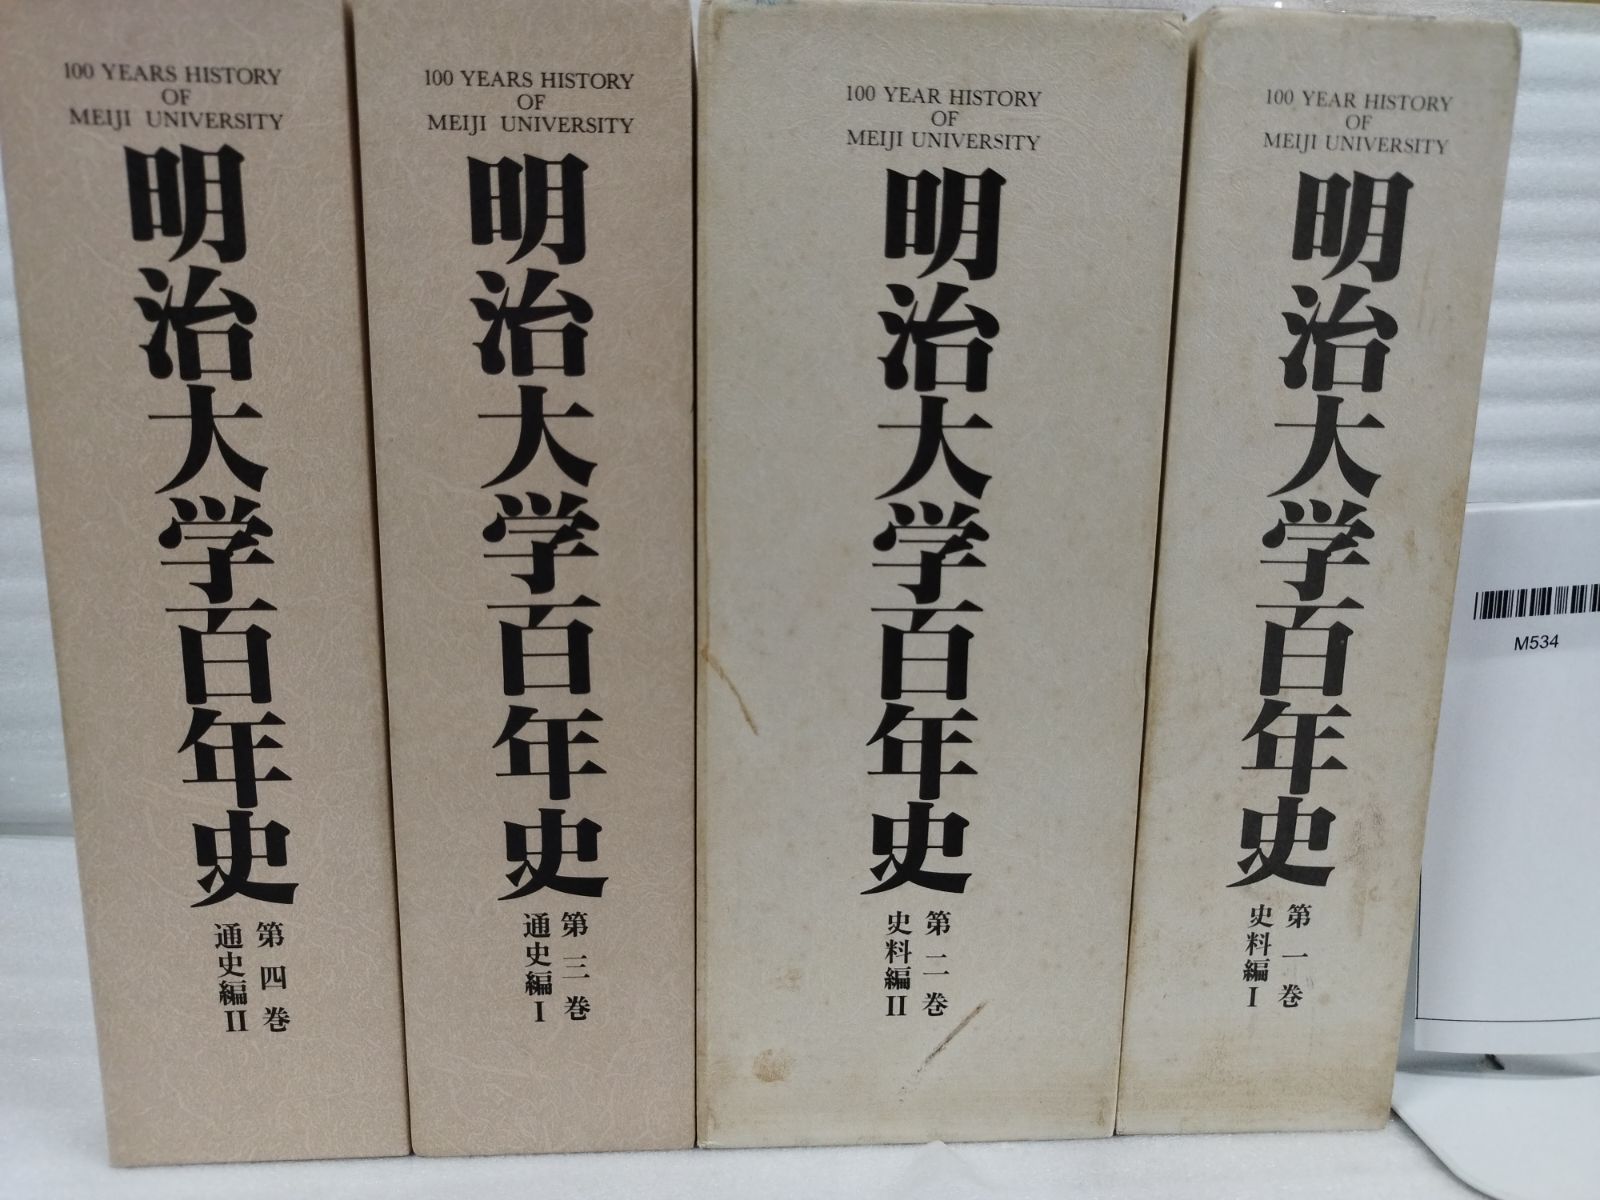 100 YEARS HISTORY
OF
MEIJI UNIVERSITY
明治大学百年史
第四巻
通史編II
100 YEARS HISTORY
OF
MEIJI UNIVERSITY
明治大学百年史
第三巻
通史編I
100 YEAR HISTORY
OF
MEIJI UNIVERSITY
明治大学百年史
第二巻
史料編II
100 YEAR HISTORY
OF
MEIJI UNIVERSITY
明治大学百年史
第一巻
史料編I
M534